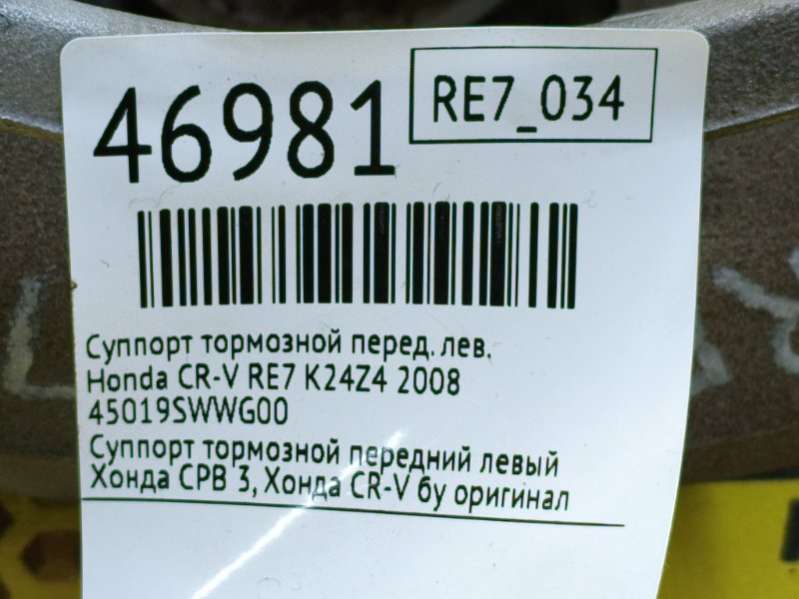 46981
RE7_034
Суппорт тормозной перед. лев.
Honda CR-V RE7 K24Z4 2008
45019SWWG00
Суппорт тормозной передний левый
Хонда СРВ 3, Хонда CR-V бу оригинал